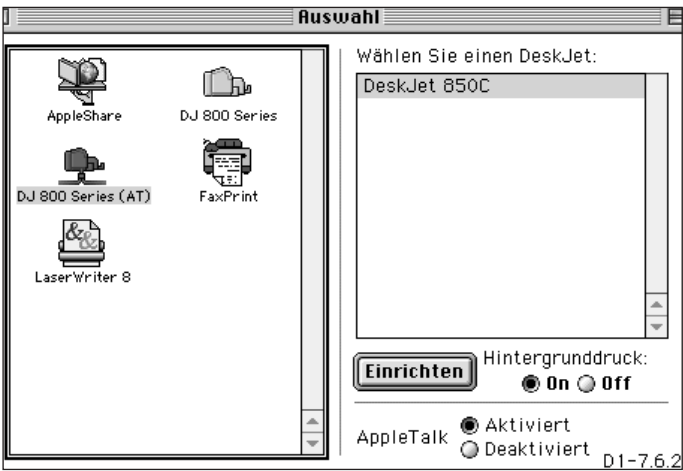 Auswahl
AppleShare
DJ 800 Series
DJ 800 Series (AT)
FaxPrint
&&
LaserWriter 8
Wählen Sie einen DeskJet:
DeskJet 850C
Einrichten
Hintergrunddruck:
On Off
AppleTalk
Aktiviert
Deaktiviert
D1-7.6.2